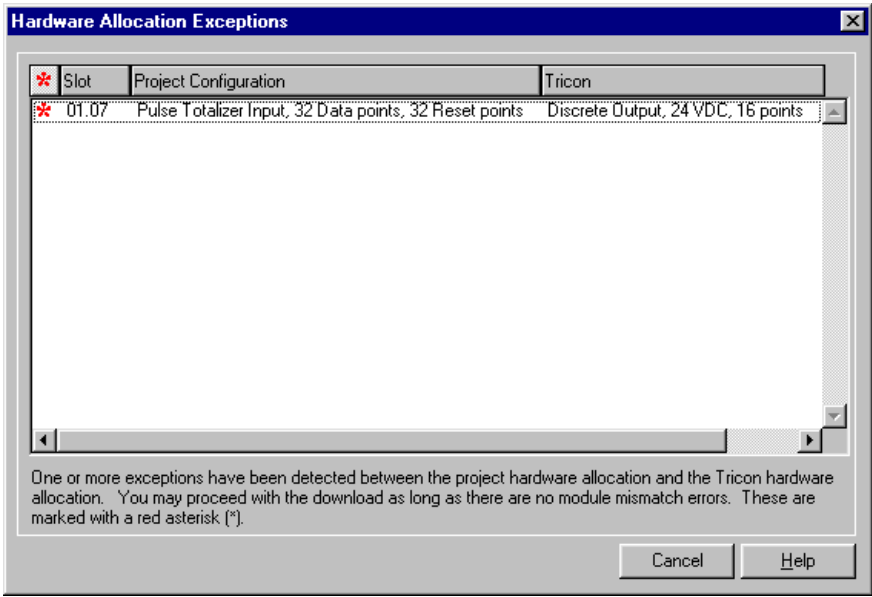 Hardware Allocation Exceptions
* Slot Project Configuration Tricon
* 01.07 Pulse Totalizer Input, 32 Data points, 32 Reset points Discrete Output, 24 VDC, 16 points
One or more exceptions have been detected between the project hardware allocation and the Tricon hardware
allocation. You may proceed with the download as long as there are no module mismatch errors. These are
marked with a red asterisk (*).
Cancel Help